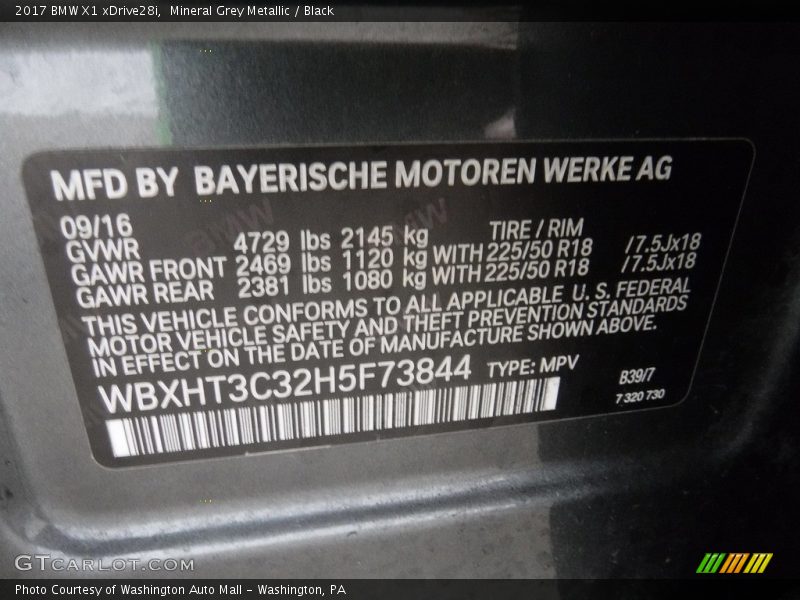 2017 BMW X1 xDrive28i, Mineral Grey Metallic / Black
MFD BY BAYERISCHE MOTOREN WERKE AG
09/16 TIRE / RIM
GVWR 4729 lbs 2145 kg
GAWR FRONT 2469 lbs 1120 kg WITH 225/50 R18 /7.5Jx18
GAWR REAR 2381 lbs 1080 kg WITH 225/50 R18 /7.5Jx18
THIS VEHICLE CONFORMS TO ALL APPLICABLE U. S. FEDERAL
MOTOR VEHICLE SAFETY AND THEFT PREVENTION STANDARDS
IN EFFECT ON THE DATE OF MANUFACTURE SHOWN ABOVE.
WBXHT3C32H5F73844 TYPE: MPV
B39/7
7 320 730
GTCARLOT.COM
Photo Courtesy of Washington Auto Mall - Washington, PA